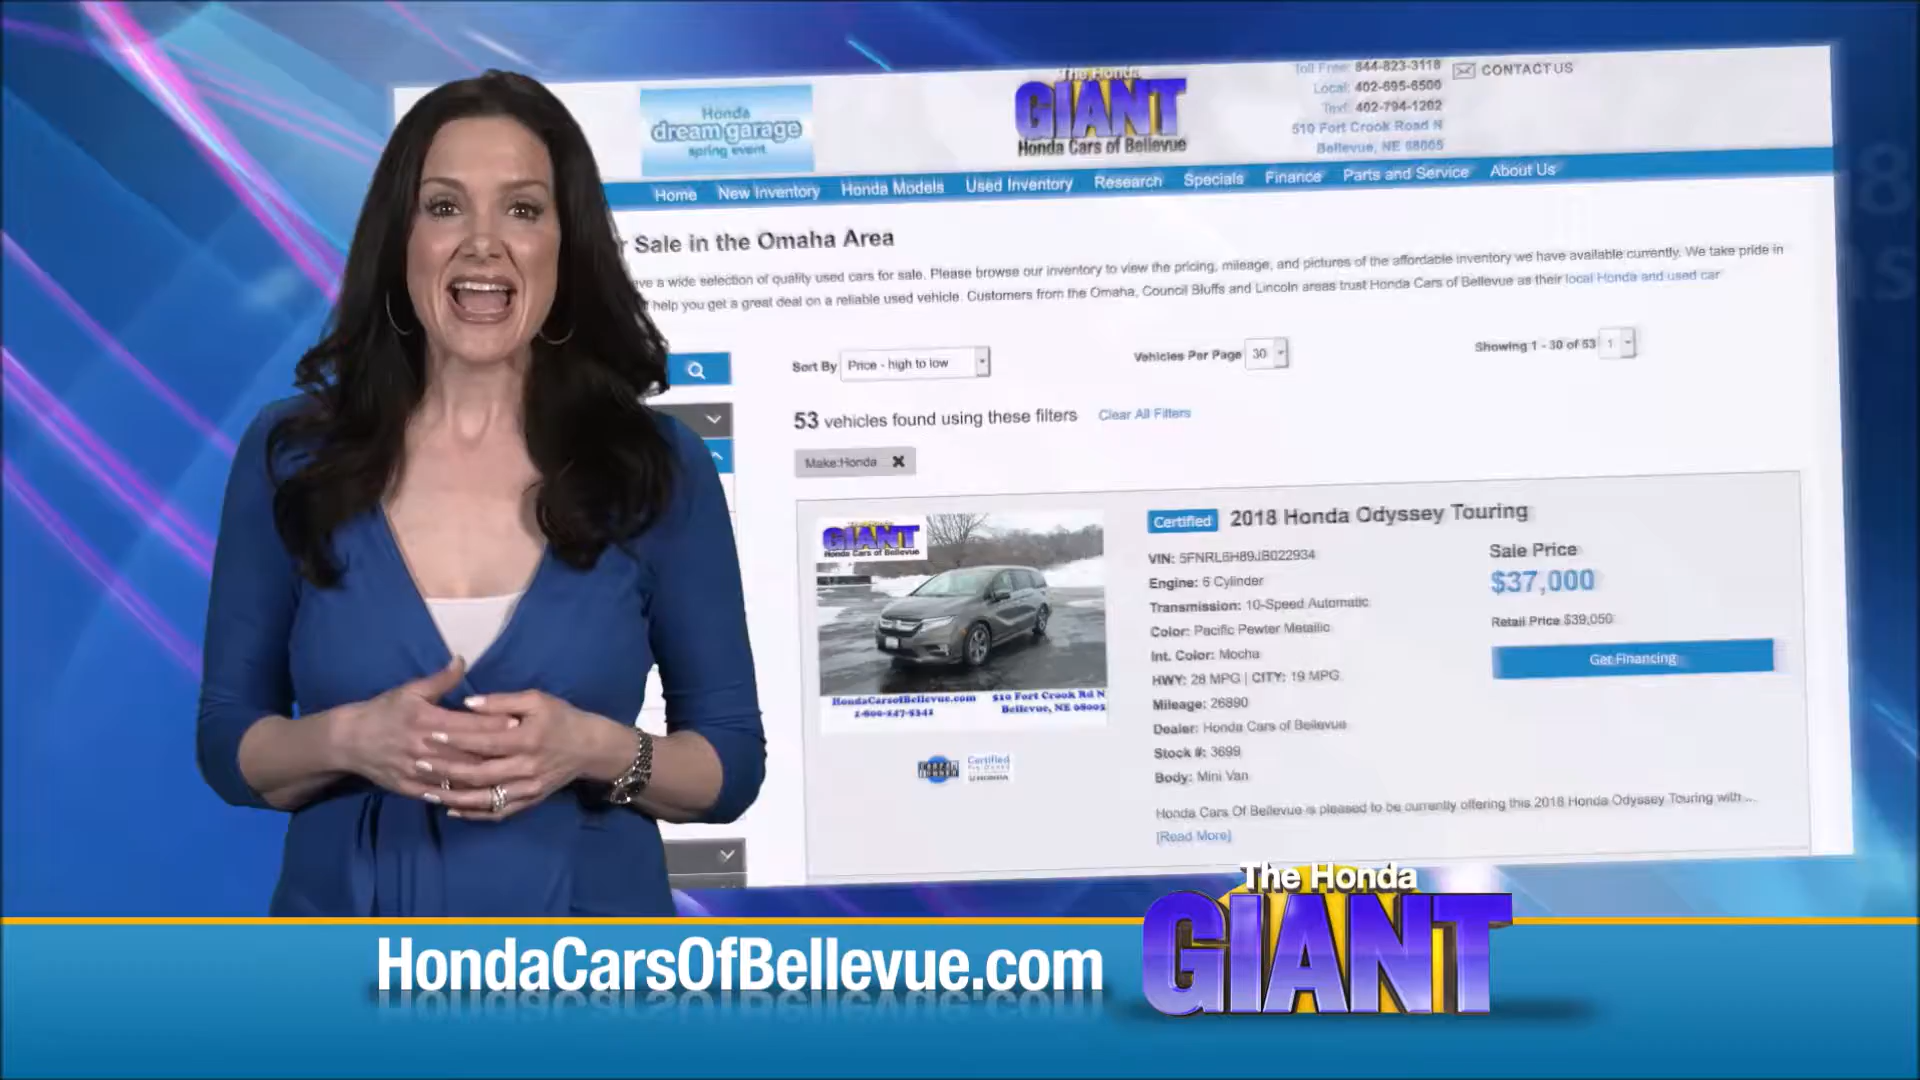 The Honda
GIANT
Honda Cars of Bellevue
Honda
dream garage
spring event
Toll Free: 844-823-3118
CONTACT US
Local: 402-695-6500
Text: 402-794-1202
510 Fort Crook Road N
Bellevue, NE 68005
Home New Inventory Honda Models Used Inventory Research Specials Finance Parts and Service About Us
Sale in the Omaha Area
a wide selection of quality used cars for sale. Please browse our inventory to view the pricing, mileage, and pictures of the affordable inventory we have available currently. We take pride in
help you get a great deal on a reliable used vehicle. Customers from the Omaha, Council Bluffs and Lincoln areas trust Honda Cars of Bellevue as their local Honda and used car
Sort By Price - high to low
Vehicles Per Page 30
Showing 1 - 30 of 53 1
53 vehicles found using these filters Clear All Filters
Make:Honda
GIANT
Honda Cars of Bellevue
HondaCarsofBellevue.com 510 Fort Crook Rd N
Bellevue, NE 68005
Certified
Certified 2018 Honda Odyssey Touring
VIN: 5FNRL6H89JB022934
Engine: 6 Cylinder
Transmission: 10-Speed Automatic
Color: Pacific Pewter Metallic
Int. Color: Mocha
HWY: 28 MPG | CITY: 19 MPG
Mileage: 26890
Dealer: Honda Cars of Bellevue
Stock #: 3699
Body: Mini Van
Sale Price
$37,000
Retail Price $39,050
Get Financing
Honda Cars Of Bellevue is pleased to be currently offering this 2018 Honda Odyssey Touring with ...
[Read More]
HondaCarsOfBellevue.com
The Honda
GIANT